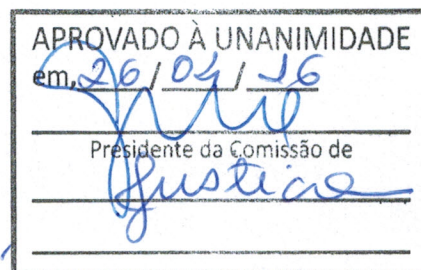 APROVADO À UNANIMIDADE
em, 26 / 04 / 16
Presidente da Comissão de
Justiça